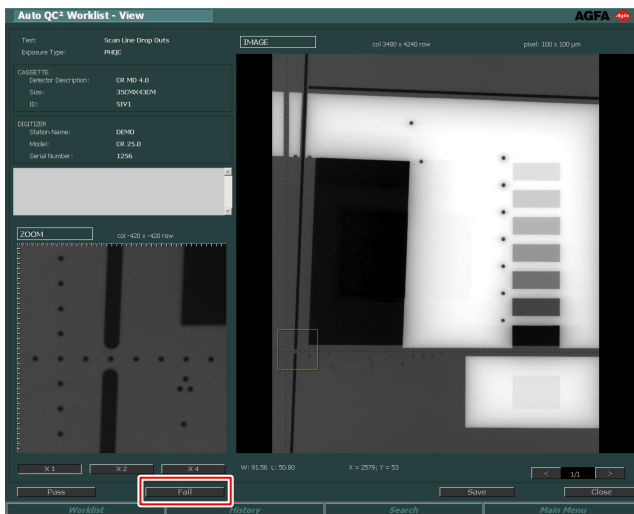 Auto QC² Worklist - View
AGFA
Agfa
Test: Scan Line Drop Outs
Exposure Type: PHQC
CASSETTE
Detector Description: CR MD 4.0
Size: 35CMX43CM
ID: SIV1
DIGITIZER
Station Name: DEMO
Model: CR 25.0
Serial Number: 1256
ZOOM
col -420 x -420 row
X 1
X 2
X 4
IMAGE
col 3480 x 4240 row
pixel: 100 x 100 µm
W: 91.56 L: 50.80
X = 2579; Y = 53
<
1/1
>
Pass
Fail
Save
Close
Worklist
History
Search
Main Menu